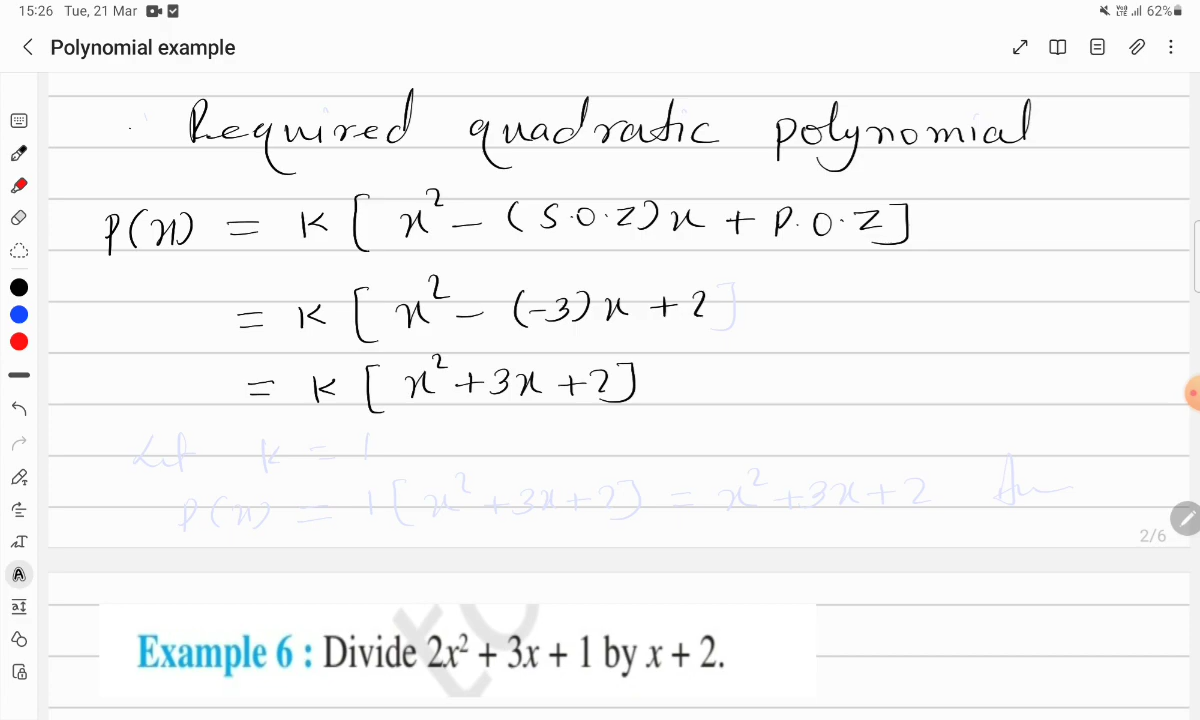 15:26 Tue, 21 Mar 62%
Polynomial example
Required quadratic polynomial
P(x) = K [ x² - (S.O.Z)x + P.O.Z]
= K [ x² - (-3)x + 2]
= K [ x² + 3x + 2]
Let K = 1
P(x) = 1[x² + 3x + 2] = x² + 3x + 2 Ans
2/6
Example 6 : Divide 2x² + 3x + 1 by x + 2.